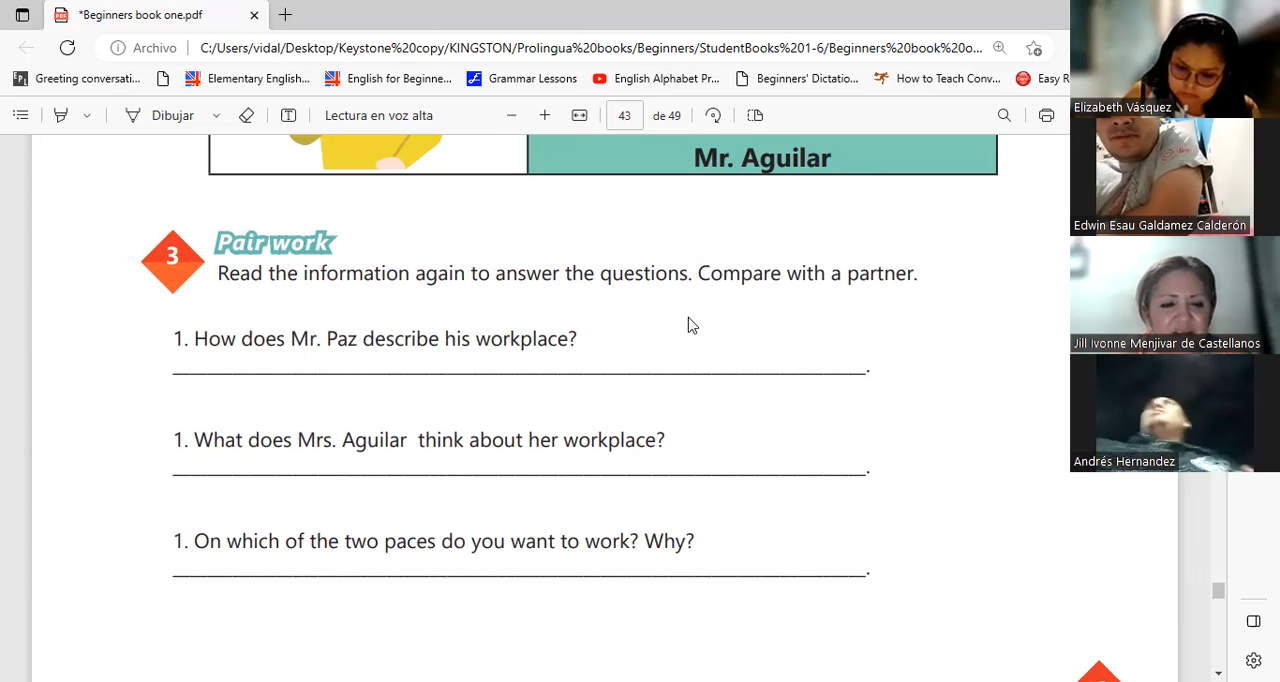 *Beginners book one.pdf
Archivo
C:/Users/vidal/Desktop/Keystone%20copy/KINGSTON/Prolingua%20books/Beginners/StudentBooks%201-6/Beginners%20book%20o...
Greeting conversati...
Elementary English...
English for Beginne...
Grammar Lessons
English Alphabet Pr...
Beginners' Dictatio...
How to Teach Conv...
Easy R
Dibujar
Lectura en voz alta
43
de 49
Mr. Aguilar
3
Pair work
Read the information again to answer the questions. Compare with a partner.
1. How does Mr. Paz describe his workplace?
1. What does Mrs. Aguilar think about her workplace?
1. On which of the two paces do you want to work? Why?
Elizabeth Vásquez
Edwin Esau Galdamez Calderón
Jill Ivonne Menjivar de Castellanos
Andrés Hernandez